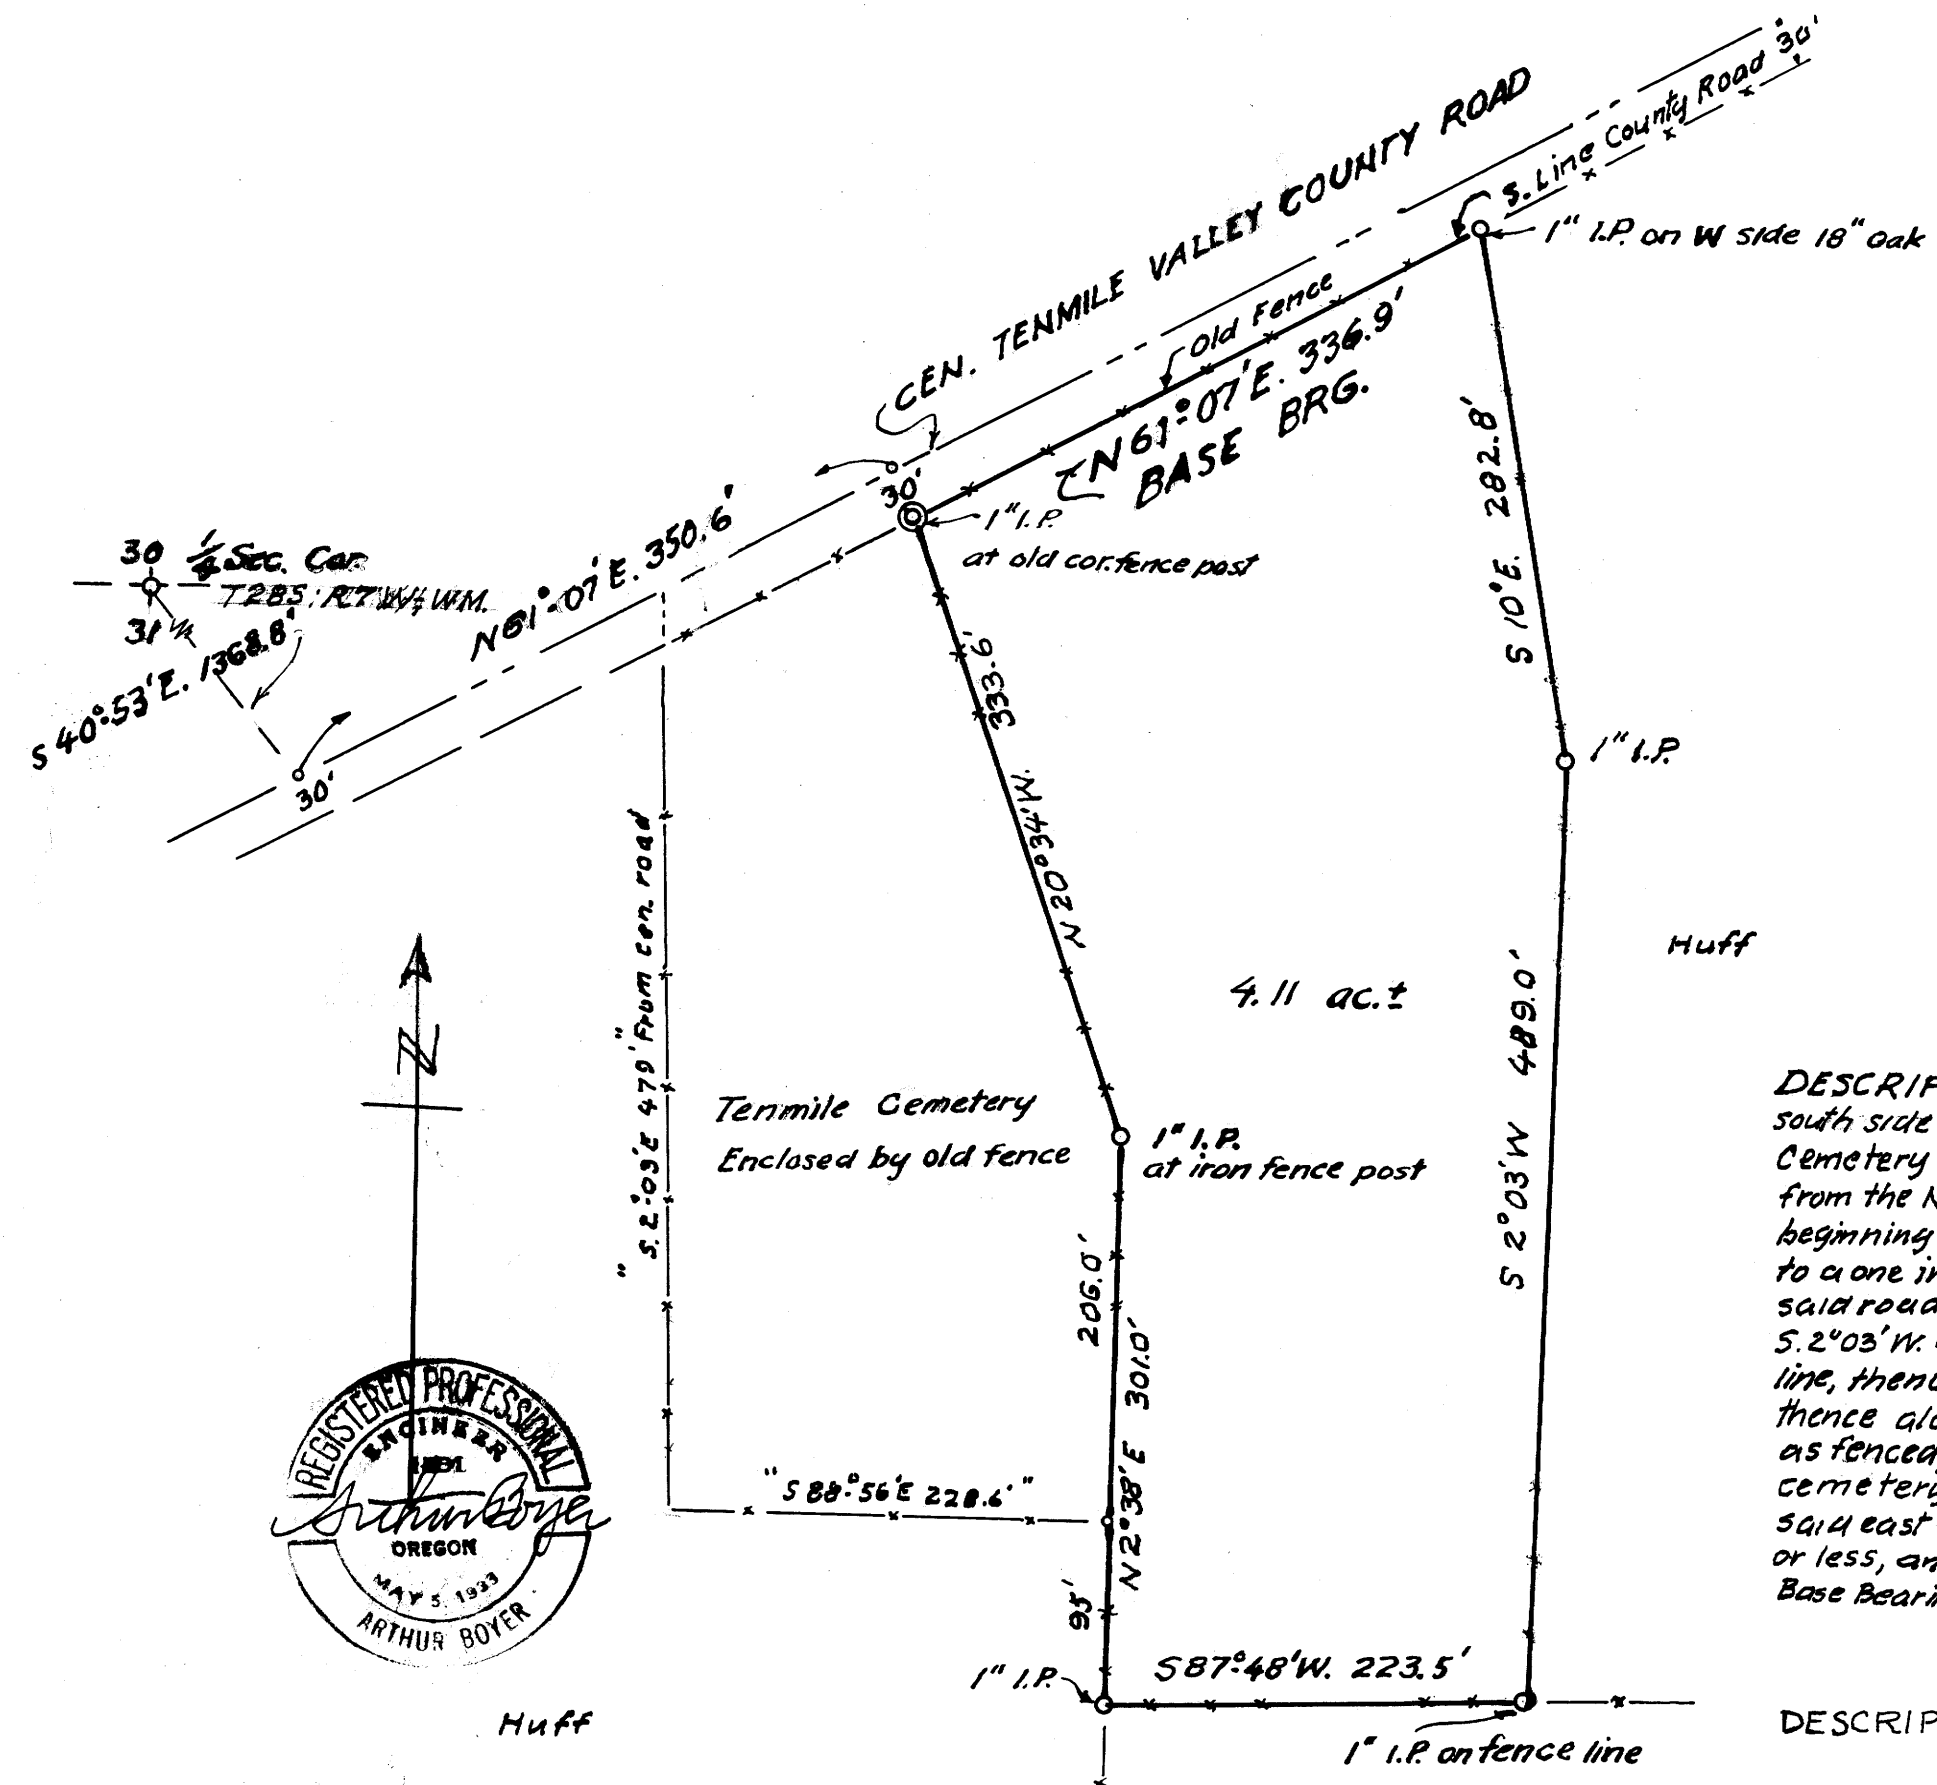 30'
S. Line County Road
CEN. TENMILE VALLEY COUNTY ROAD
1" I.P. on W side 18" Oak
Old Fence
N 61°-07'E. 336.9'
BASE BRG.
30'
1" I.P.
at old cor. fence post
N 61°-07'E. 350.6'
30 1/4 Sec. Cor.
T28S; R7W; WM.
31
S 40°-53'E. 1368.8'
30'
S 10°E. 282.8'
1" I.P.
333.6'
N 20°34'W.
"S. 2°-09'E 479' From cen. road"
Huff
4.11 ac.±
S 2°03'W 489.0'
N
Tenmile Cemetery
Enclosed by old fence
1" I.P.
at iron fence post
206.0'
N 2°38'E 301.0'
"S 88°-56'E 228.6'"
95'
1" I.P.
S 87°-48'W. 223.5'
1" I.P. on fence line
Huff
REGISTERED PROFESSIONAL
ENGINEER
Arthur Boyer
OREGON
MAY 5, 1933
ARTHUR BOYER
DESCRIP
south side
Cemetery
from the N
beginning
to a one in
said road
S. 2°03'W.
line, thenc
thence alo
as fenced,
cemetery
said east
or less, an
Base Beari
DESCRIP